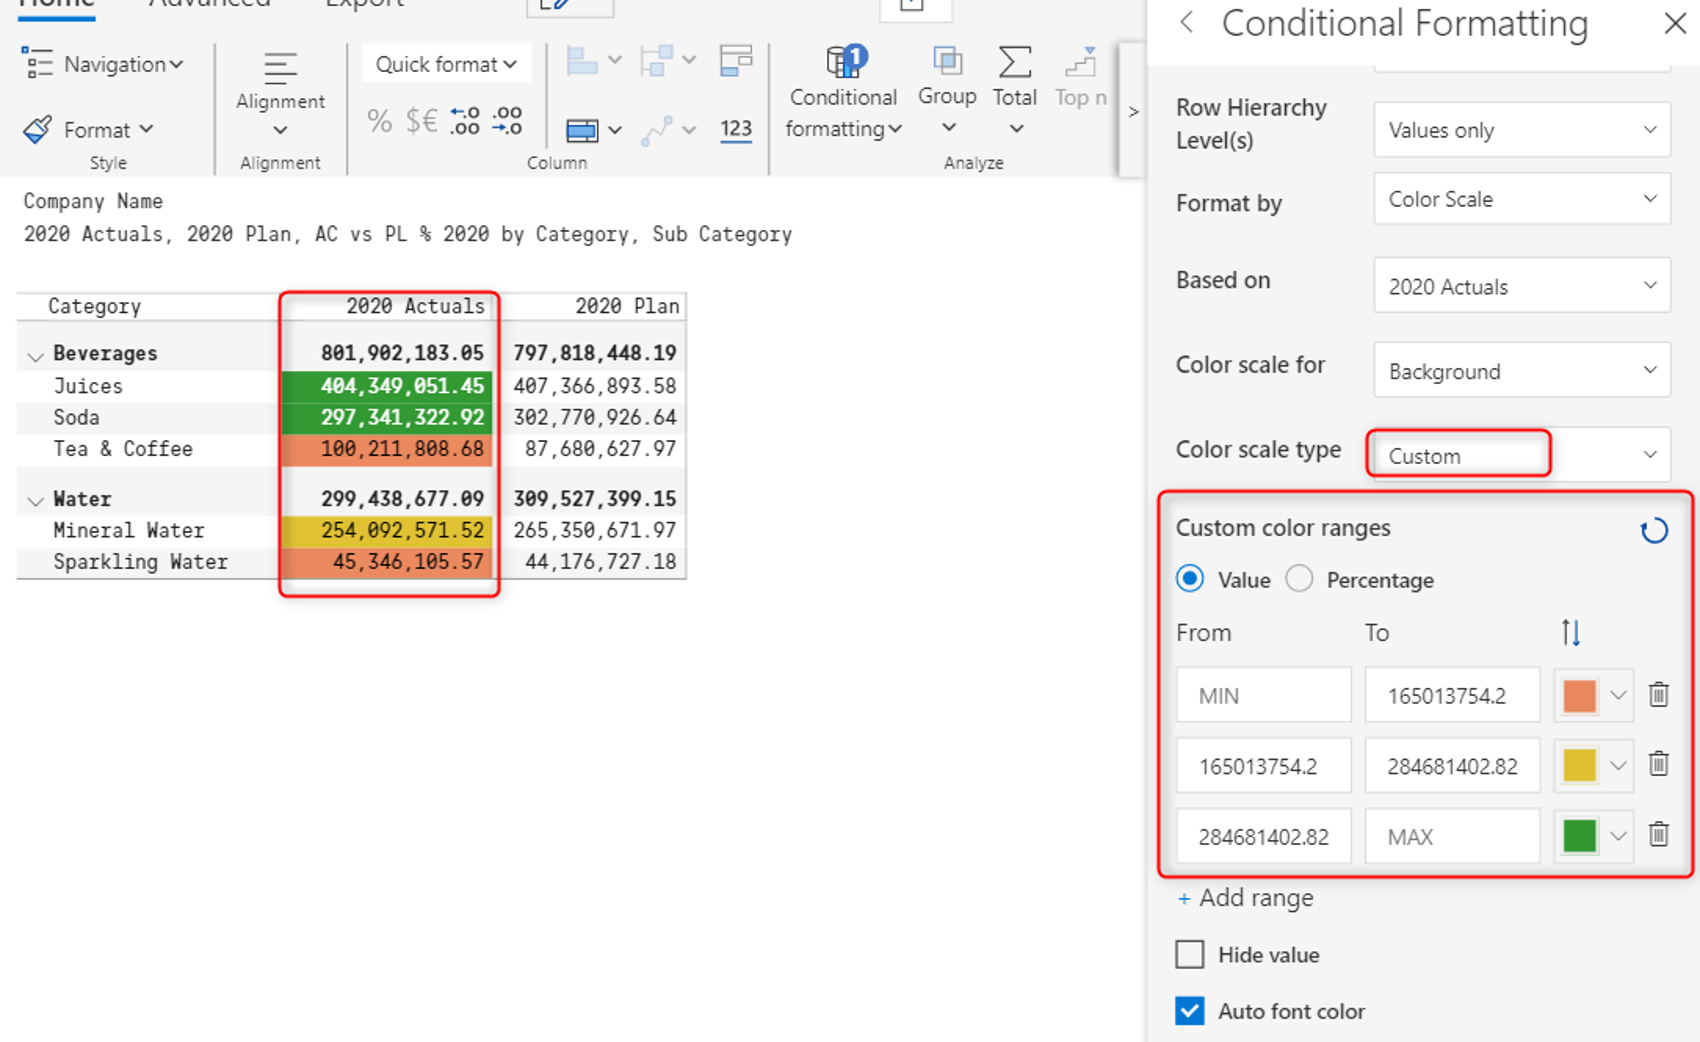 Home Advanced Export
Navigation
Format
Style
Alignment
Alignment
Quick format
% $€ .00 .00
123
Column
1
Conditional formatting
Group
Total
Top n
Analyze
>
Company Name
2020 Actuals, 2020 Plan, AC vs PL % 2020 by Category, Sub Category
Category 2020 Actuals 2020 Plan
Beverages 801,902,183.05 797,818,448.19
Juices 404,349,051.45 407,366,893.58
Soda 297,341,322.92 302,770,926.64
Tea & Coffee 100,211,808.68 87,680,627.97
Water 299,438,677.09 309,527,399.15
Mineral Water 254,092,571.52 265,350,671.97
Sparkling Water 45,346,105.57 44,176,727.18
Conditional Formatting
Row Hierarchy
Level(s)
Values only
Format by Color Scale
Based on 2020 Actuals
Color scale for Background
Color scale type Custom
Custom color ranges
Value Percentage
From To
MIN 165013754.2
165013754.2 284681402.82
284681402.82 MAX
+ Add range
Hide value
Auto font color